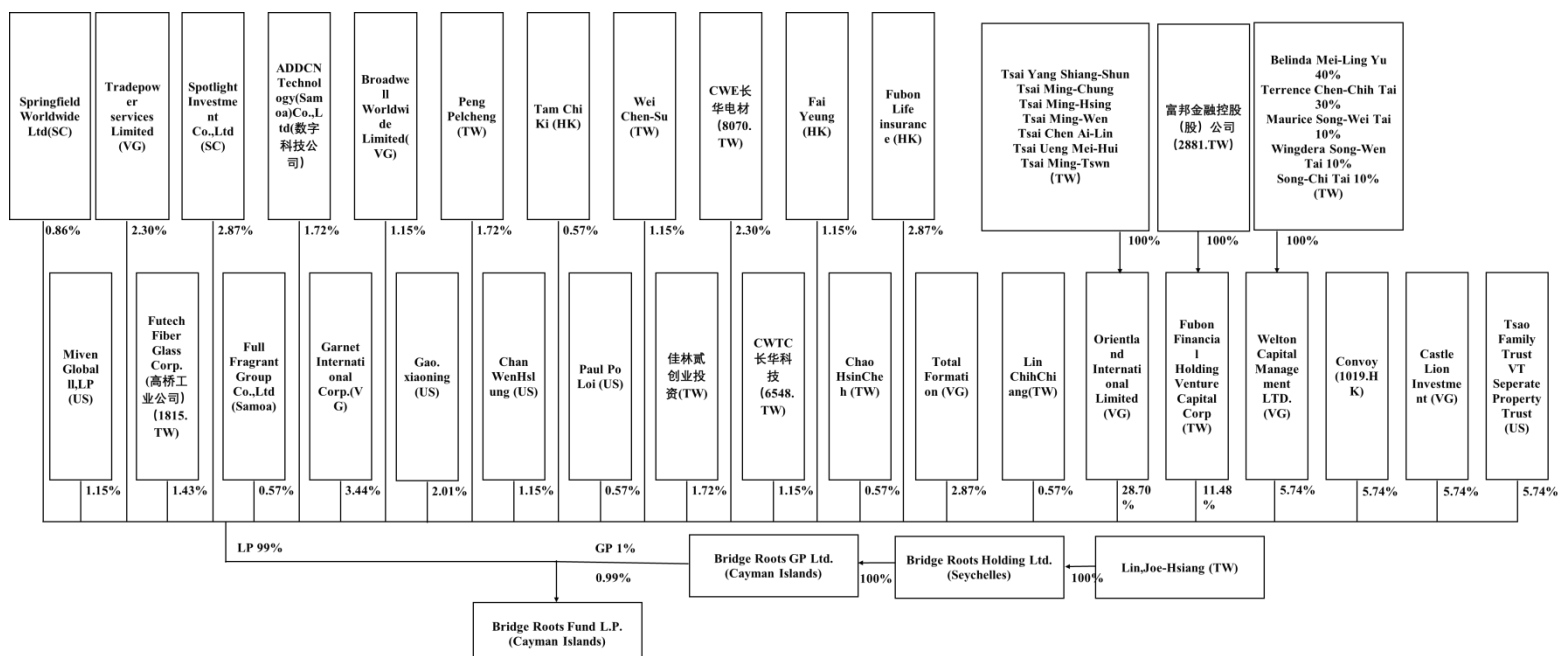 Springfield
Worldwide
Ltd(SC)
Tradepow
er
services
Limited
(VG)
Spotlight
Investme
nt
Co.,Ltd
(SC)
ADDCN
Technolo
gy(Sam
oa)Co.,L
td(数字
科技公
司)
Broadwe
ll
Worldwi
de
Limited(
VG)
Peng
Pelcheng
(TW)
Tam Chi
Ki (HK)
Wei
Chen-Su
(TW)
CWE长
华电材
(8070.
TW)
Fai
Yeung
(HK)
Fubon
Life
insuranc
e (HK)
Tsai Yang Shiang-Shun
Tsai Ming-Chung
Tsai Ming-Hsing
Tsai Ming-Wen
Tsai Chen Ai-Lin
Tsai Ueng Mei-Hui
Tsai Ming-Tswn
(TW)
富邦金融控股
(股)公司
(2881.TW)
Belinda Mei-Ling Yu
40%
Terrence Chen-Chih Tai
30%
Maurice Song-Wei Tai
10%
Wingdera Song-Wen
Tai 10%
Song-Chi Tai 10%
(TW)
0.86%
2.30%
2.87%
1.72%
1.15%
1.72%
0.57%
1.15%
2.30%
1.15%
2.87%
100%
100%
100%
Miven
Global
ll,LP
(US)
Futech
Fiber
Glass
Corp.
(高桥工
业公司)
(1815.
TW)
Full
Fragrant
Group
Co.,Ltd
(Samoa)
Garnet
Internati
onal
Corp.(V
G)
Gao.
xiaoning
(US)
Chan
WenHsl
ung (US)
Paul Po
Loi (US)
佳林贰
创业投
资(TW)
CWTC
长华科
技
(6548.
TW)
Chao
HsinChe
h (TW)
Total
Formati
on (VG)
Lin
ChihChi
ang(TW)
Orientla
nd
Internati
onal
Limited
(VG)
Fubon
Financia
l
Holding
Venture
Capital
Corp
(TW)
Welton
Capital
Manage
ment
LTD.
(VG)
Convoy
(1019.H
K)
Castle
Lion
Investme
nt (VG)
Tsao
Family
Trust
VT
Seperate
Property
Trust
(US)
1.15%
1.43%
0.57%
3.44%
2.01%
1.15%
0.57%
1.72%
1.15%
0.57%
2.87%
0.57%
28.70
%
11.48
%
5.74%
5.74%
5.74%
5.74%
LP 99%
GP 1%
0.99%
Bridge Roots GP Ltd.
(Cayman Islands)
100%
Bridge Roots Holding Ltd.
(Seychelles)
100%
Lin,Joe-Hsiang (TW)
Bridge Roots Fund L.P.
(Cayman Islands)